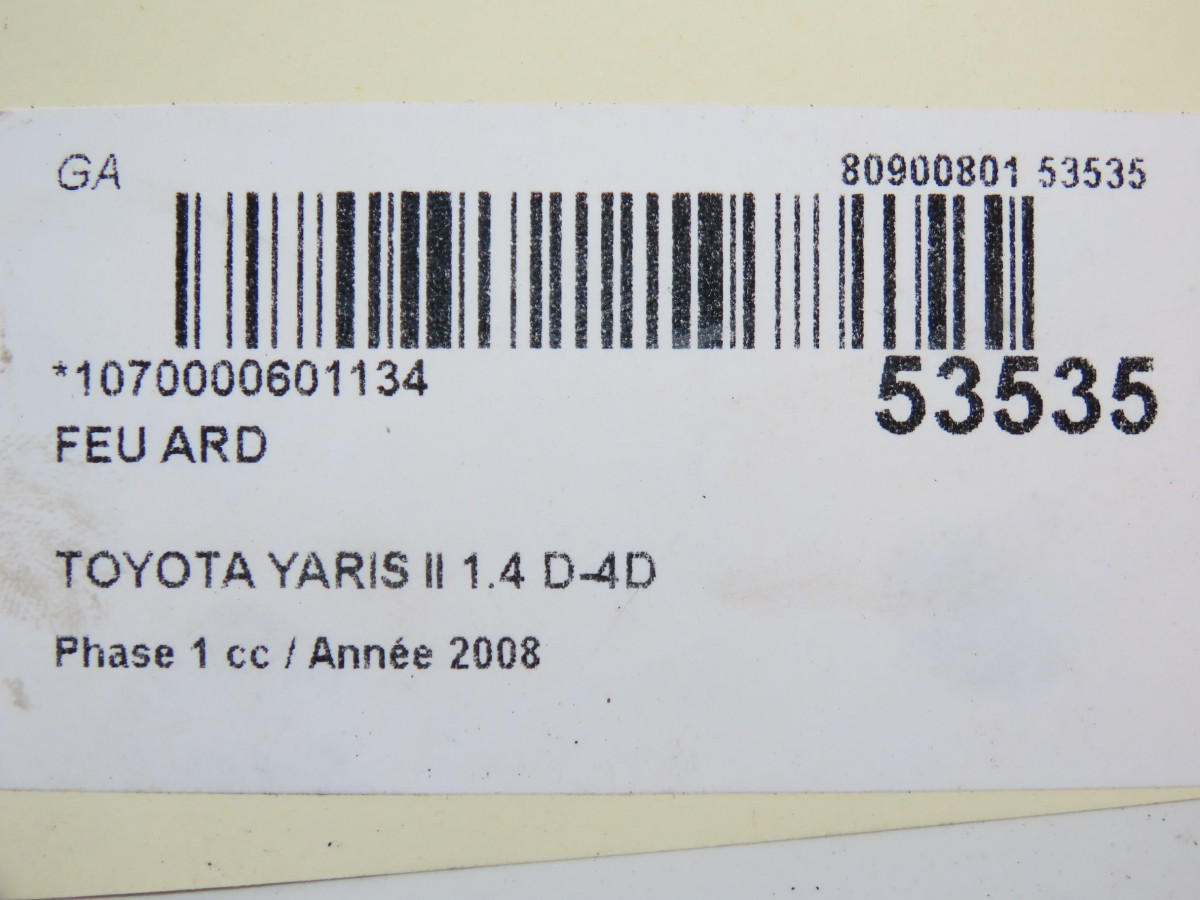 GA 80900801 53535
*1070000601134 53535
FEU ARD
TOYOTA YARIS II 1.4 D-4D
Phase 1 cc / Année 2008